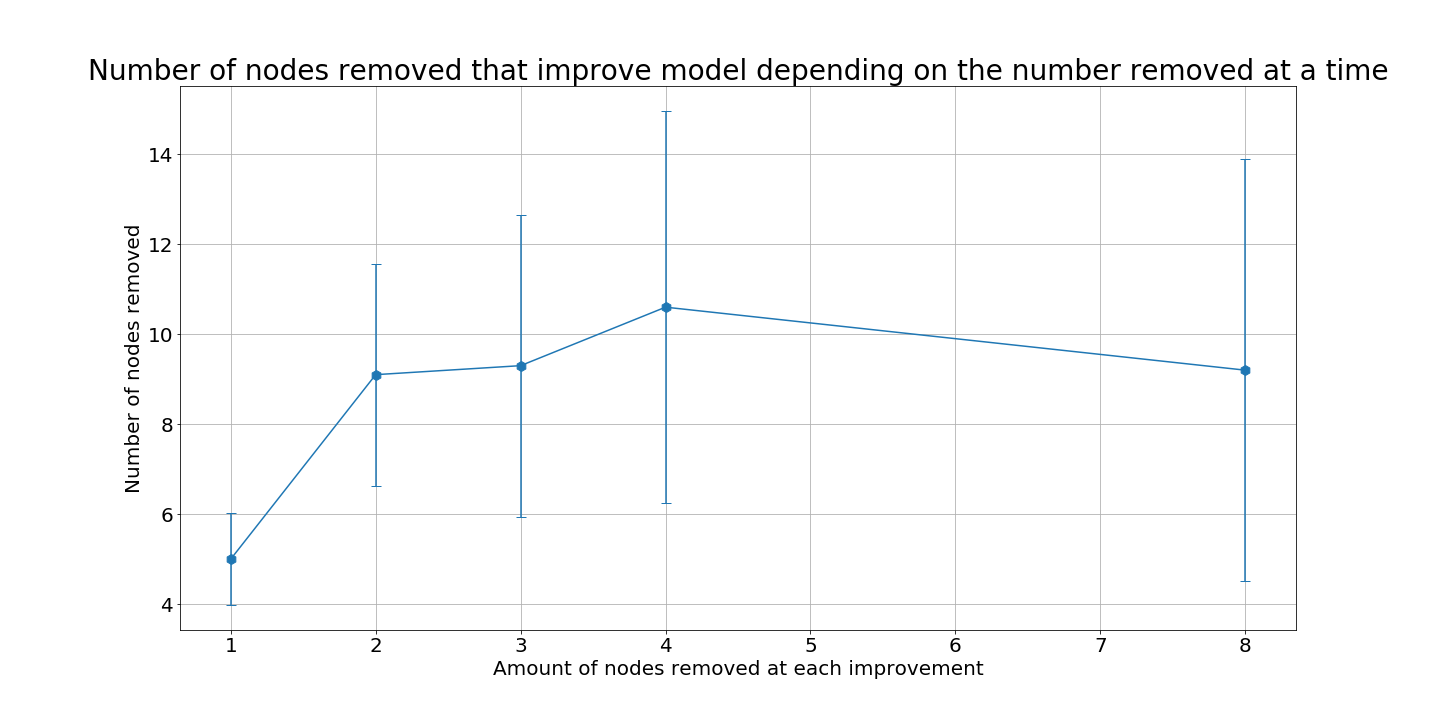 Number of nodes removed that improve model depending on the number removed at a time
Number of nodes removed
14
12
10
8
6
4
1 2 3 4 5 6 7 8
Amount of nodes removed at each improvement